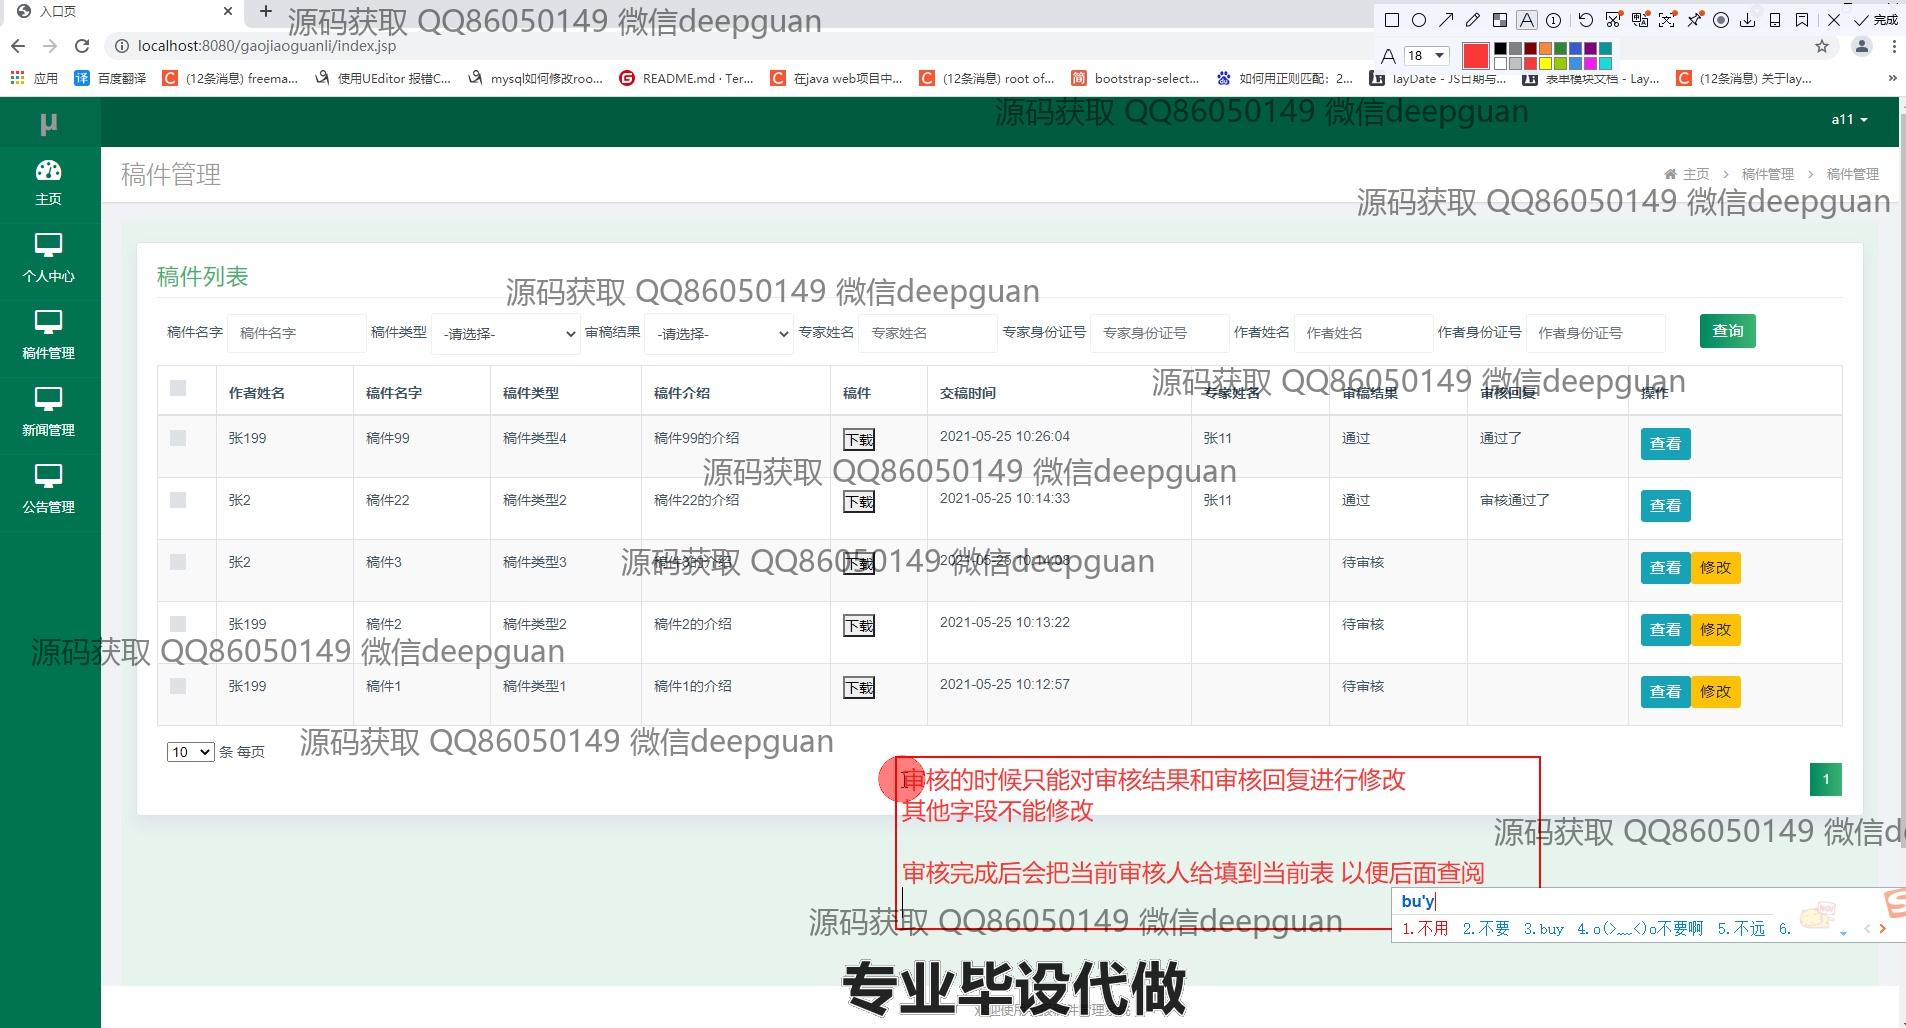 入口页
源码获取 QQ86050149 微信deepguan
完成
localhost:8080/gaojiaoguanli/index.jsp
18
应用
百度翻译
(12条消息) freema...
使用UEditor 报错C...
mysql如何修改roo...
README.md · Ter...
在java web项目中...
(12条消息) root of...
bootstrap-select...
如何用正则匹配：2...
layDate - JS日期与...
表单模块文档 - Lay...
(12条消息) 关于lay...
源码获取 QQ86050149 微信deepguan
μ
a11
主页
个人中心
稿件管理
新闻管理
公告管理
稿件管理
主页 > 稿件管理 > 稿件管理
源码获取 QQ86050149 微信deepguan
稿件列表
源码获取 QQ86050149 微信deepguan
稿件名字 稿件名字 稿件类型 -请选择- 审稿结果 -请选择- 专家姓名 专家姓名 专家身份证号 专家身份证号 作者姓名 作者姓名 作者身份证号 作者身份证号 查询
源码获取 QQ86050149 微信deepguan
作者姓名 稿件名字 稿件类型 稿件介绍 稿件 交稿时间 专家姓名 审稿结果 审核回复 操作
张199 稿件99 稿件类型4 稿件99的介绍 下载 2021-05-25 10:26:04 张11 通过 通过了 查看
源码获取 QQ86050149 微信deepguan
张2 稿件22 稿件类型2 稿件22的介绍 下载 2021-05-25 10:14:33 张11 通过 审核通过了 查看
源码获取 QQ86050149 微信deepguan
张2 稿件3 稿件类型3 稿件3的介绍 下载 2021-05-25 10:14:08 待审核 查看 修改
张199 稿件2 稿件类型2 稿件2的介绍 下载 2021-05-25 10:13:22 待审核 查看 修改
源码获取 QQ86050149 微信deepguan
张199 稿件1 稿件类型1 稿件1的介绍 下载 2021-05-25 10:12:57 待审核 查看 修改
10 条 每页
源码获取 QQ86050149 微信deepguan
1
审核的时候只能对审核结果和审核回复进行修改
其他字段不能修改
源码获取 QQ86050149 微信de
审核完成后会把当前审核人给填到当前表 以便后面查阅
bu'y
1.不用 2.不要 3.buy 4.o(>﹏<)o不要啊 5.不远 6.
源码获取 QQ86050149 微信deepguan
专业毕设代做